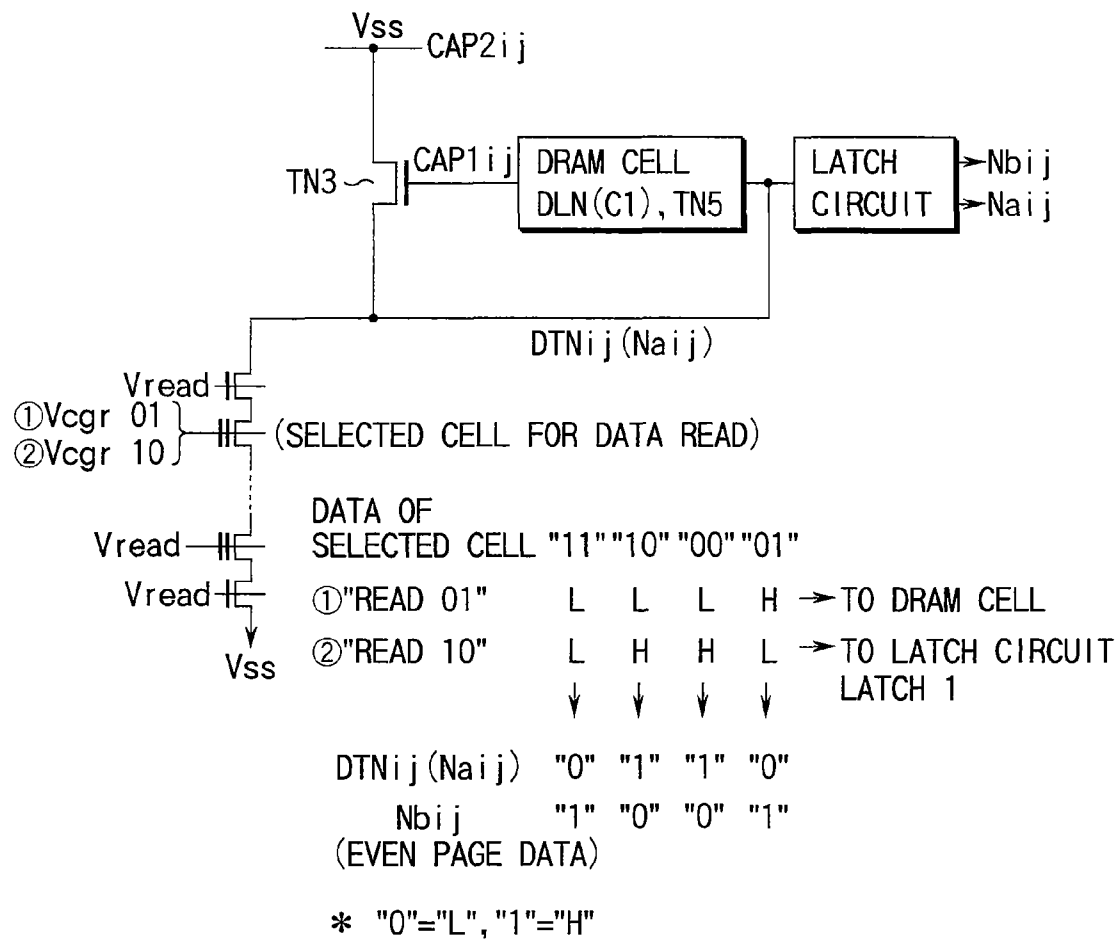 Vss
CAP2ij
TN3
CAP1ij
DRAM CELL
DLN(C1), TN5
LATCH
CIRCUIT
Nbij
Naij
DTNij(Naij)
Vread
①Vcgr 01
②Vcgr 10
(SELECTED CELL FOR DATA READ)
Vread
Vread
Vss
DATA OF
SELECTED CELL "11" "10" "00" "01"
①"READ 01" L L L H → TO DRAM CELL
②"READ 10" L H H L → TO LATCH CIRCUIT
LATCH 1
DTNij(Naij) "0" "1" "1" "0"
Nbij "1" "0" "0" "1"
(EVEN PAGE DATA)
* "0"="L", "1"="H"